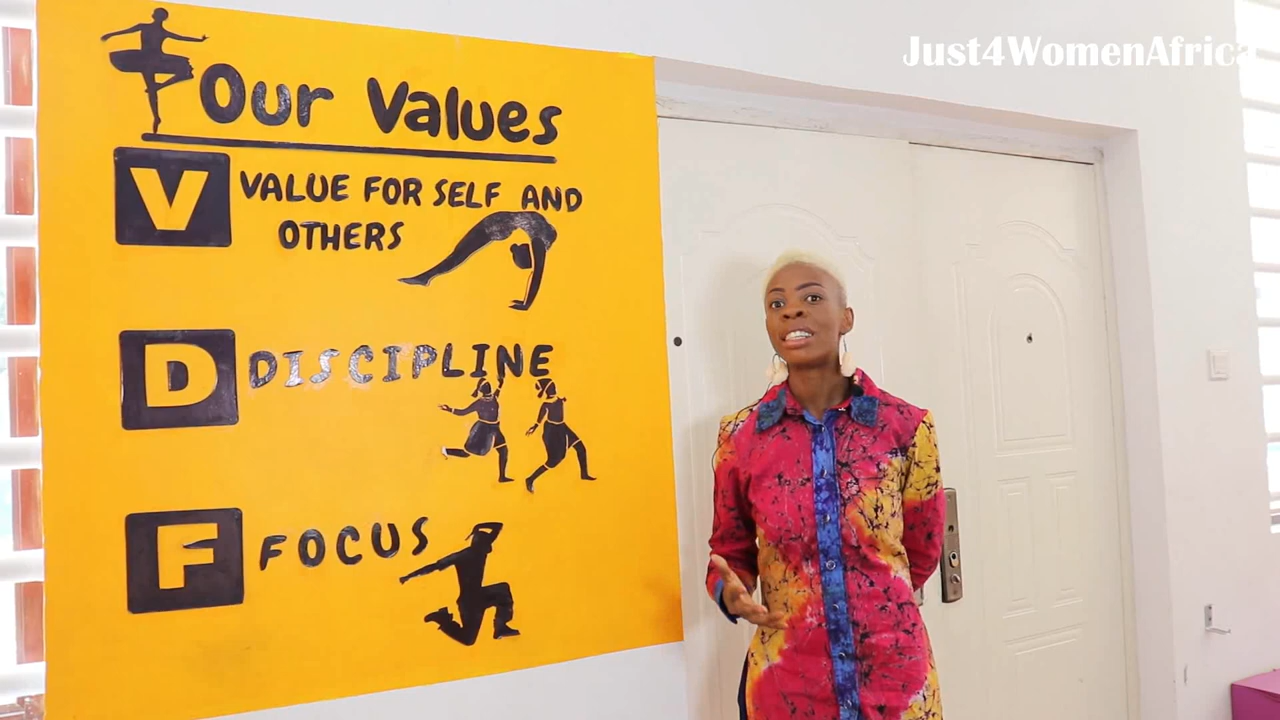 Just4WomenAfrica
Our Values
V VALUE FOR SELF AND
OTHERS
D DISCIPLINE
F FOCUS